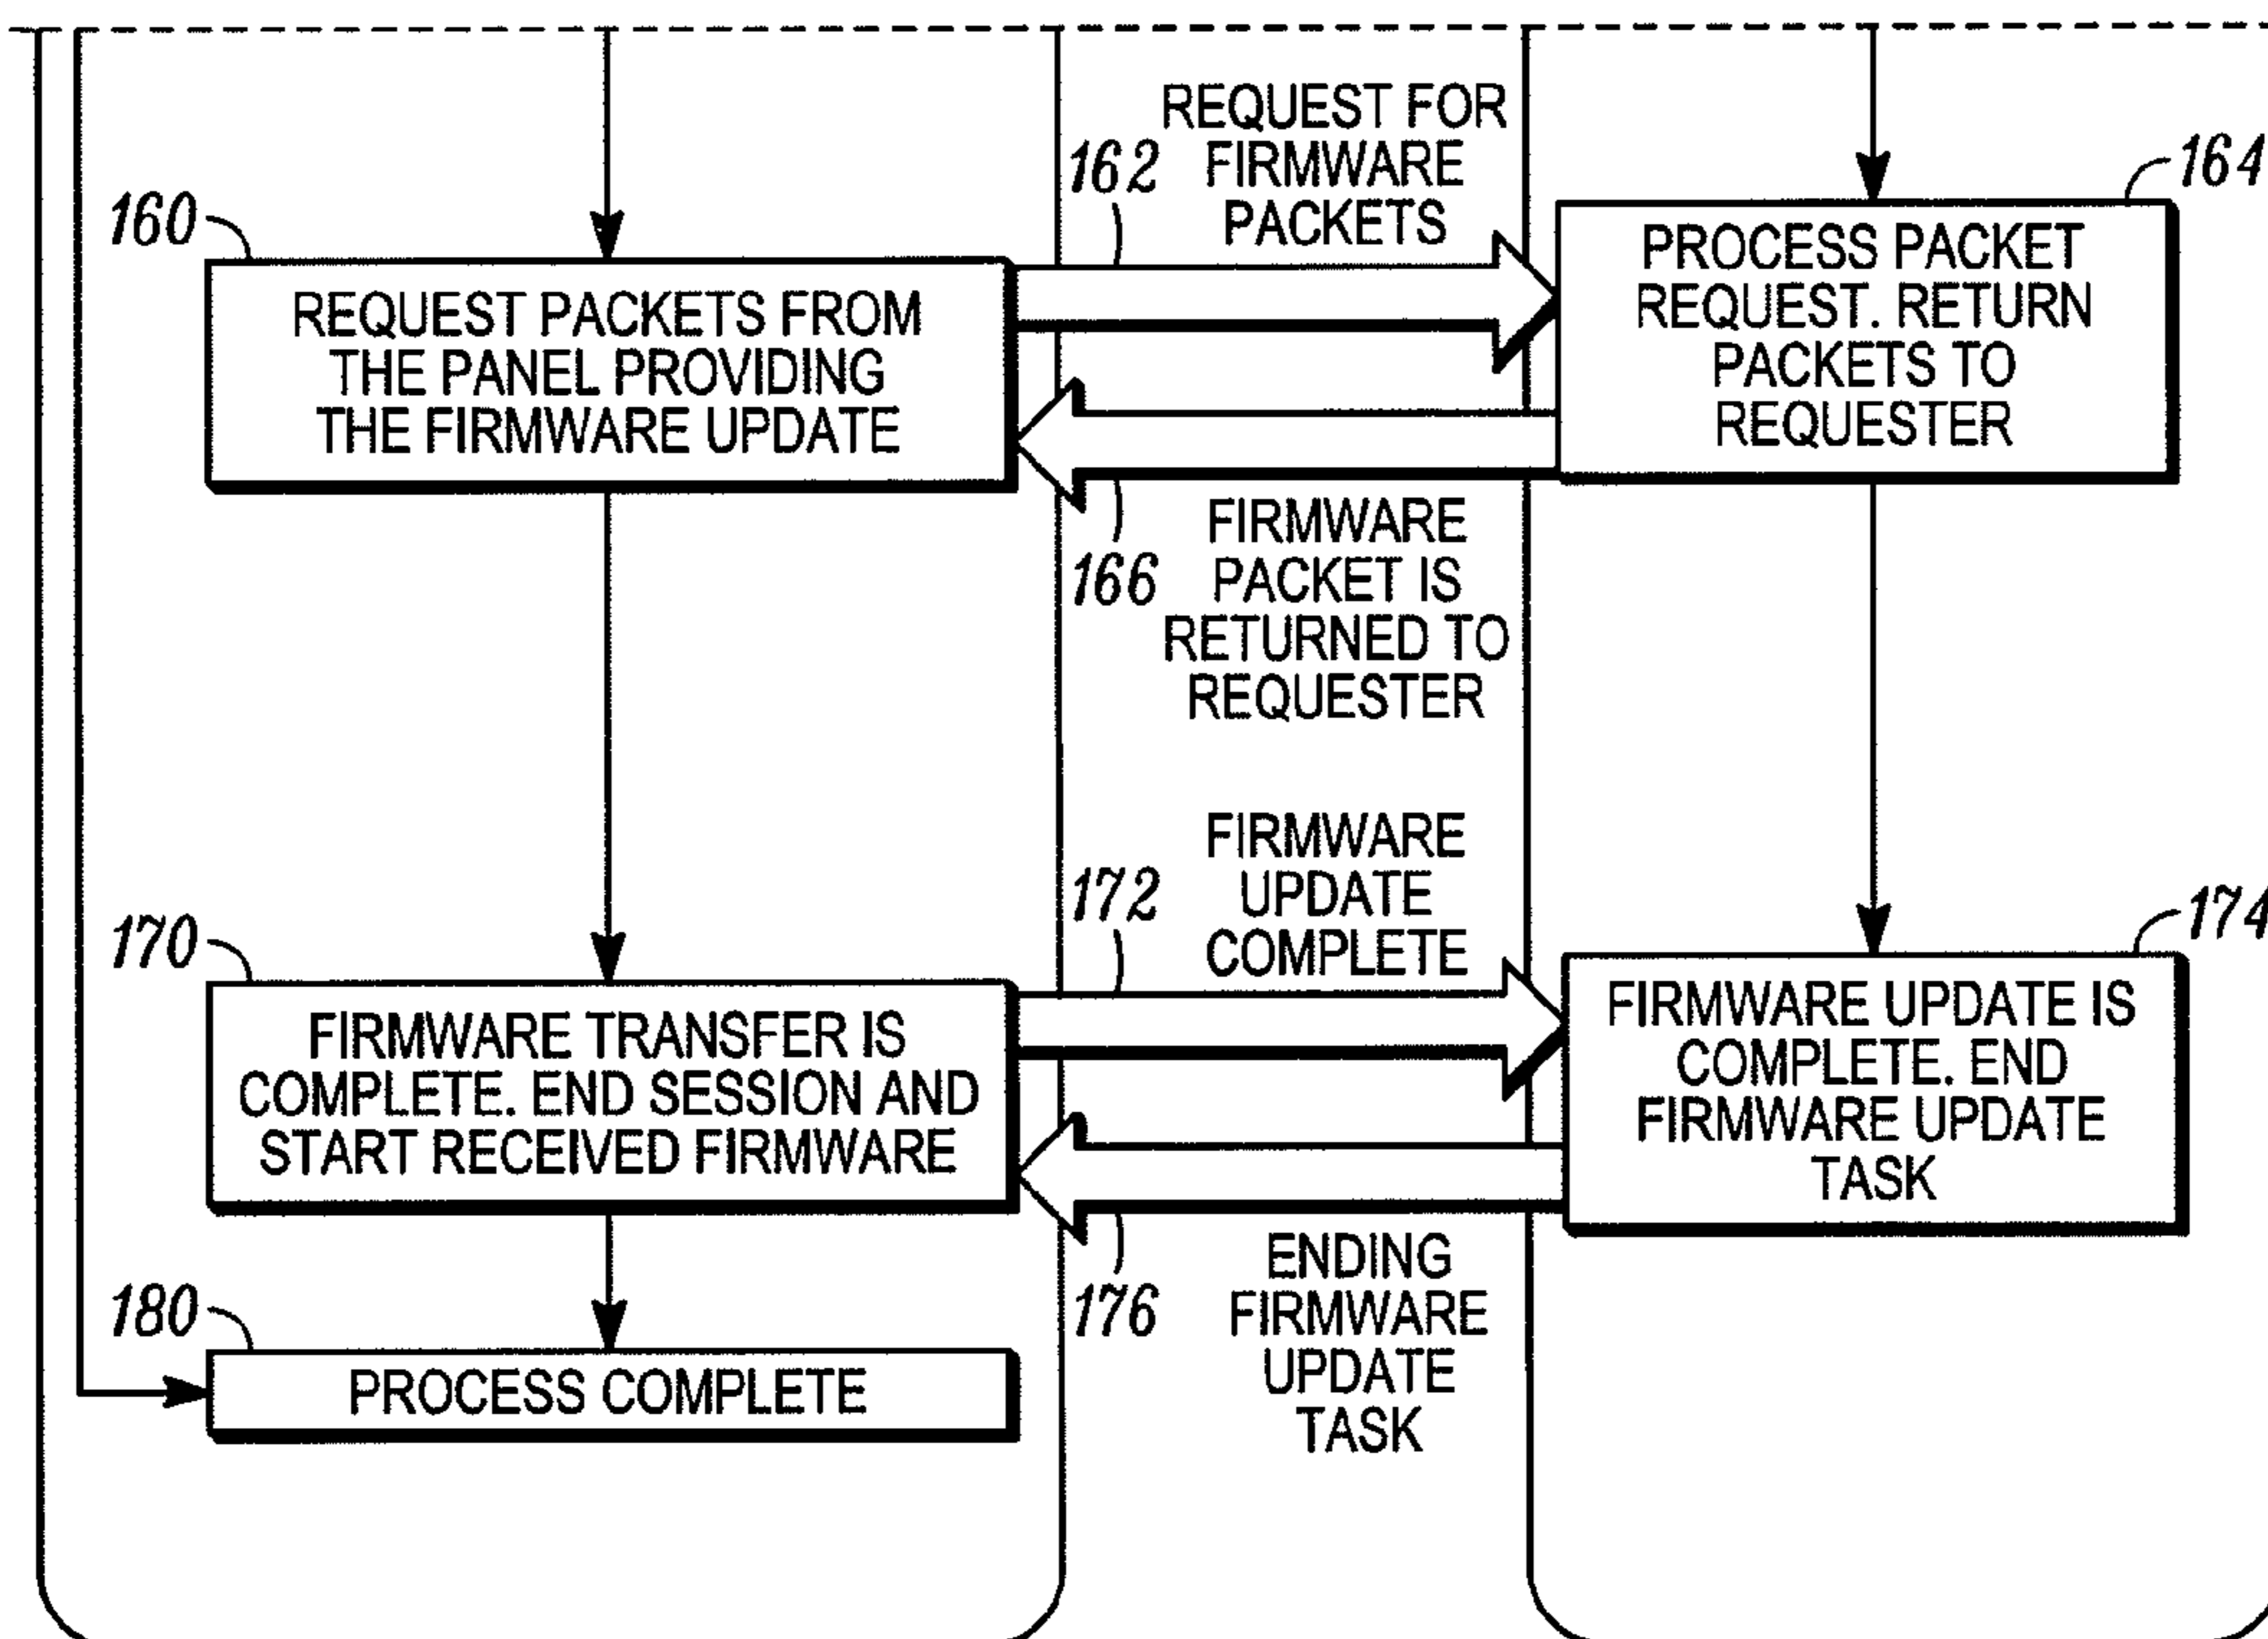 REQUEST FOR
FIRMWARE
PACKETS
162
164
160
REQUEST PACKETS FROM
THE PANEL PROVIDING
THE FIRMWARE UPDATE
PROCESS PACKET
REQUEST. RETURN
PACKETS TO
REQUESTER
166
FIRMWARE
PACKET IS
RETURNED TO
REQUESTER
172
FIRMWARE
UPDATE
COMPLETE
174
170
FIRMWARE TRANSFER IS
COMPLETE. END SESSION AND
START RECEIVED FIRMWARE
FIRMWARE UPDATE IS
COMPLETE. END
FIRMWARE UPDATE
TASK
176
ENDING
FIRMWARE
UPDATE
TASK
180
PROCESS COMPLETE